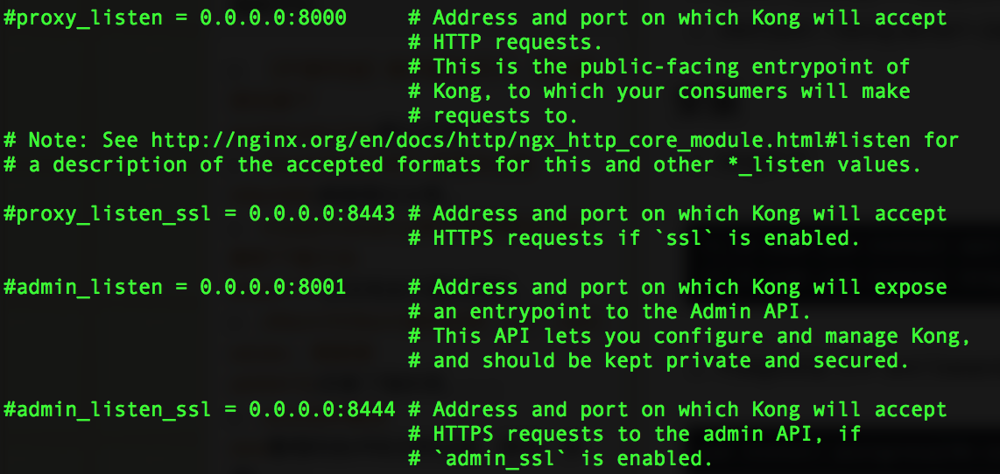 #proxy_listen = 0.0.0.0:8000     # Address and port on which Kong will accept
                                 # HTTP requests.
                                 # This is the public-facing entrypoint of
                                 # Kong, to which your consumers will make
                                 # requests to.
# Note: See http://nginx.org/en/docs/http/ngx_http_core_module.html#listen for
# a description of the accepted formats for this and other *_listen values.

#proxy_listen_ssl = 0.0.0.0:8443 # Address and port on which Kong will accept
                                 # HTTPS requests if `ssl` is enabled.

#admin_listen = 0.0.0.0:8001     # Address and port on which Kong will expose
                                 # an entrypoint to the Admin API.
                                 # This API lets you configure and manage Kong,
                                 # and should be kept private and secured.

#admin_listen_ssl = 0.0.0.0:8444 # Address and port on which Kong will accept
                                 # HTTPS requests to the admin API, if
                                 # `admin_ssl` is enabled.